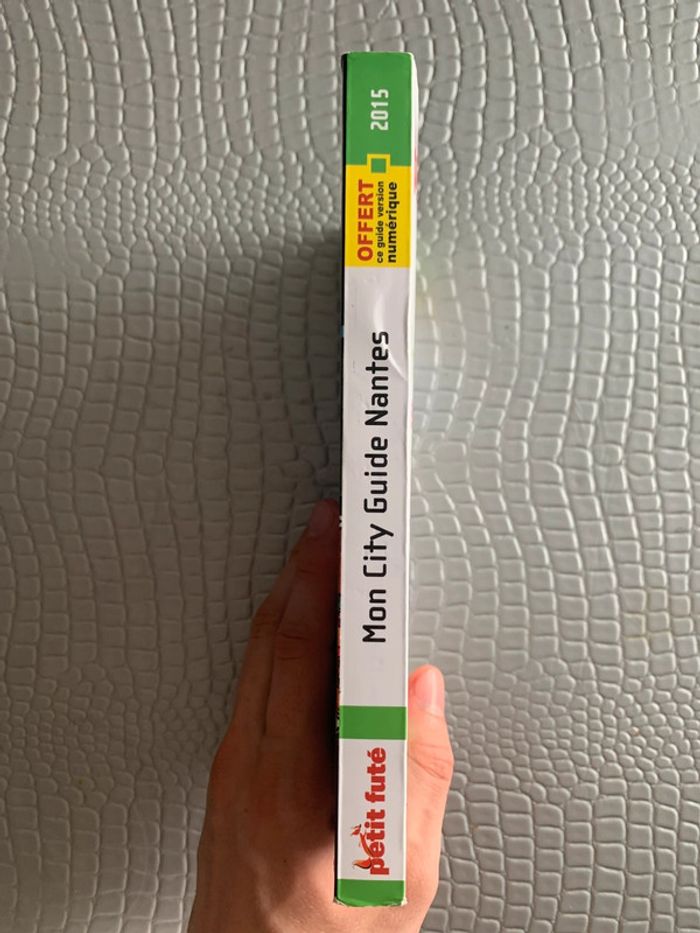 petit futé
Mon City Guide Nantes
OFFERT
ce guide version
numérique
2015